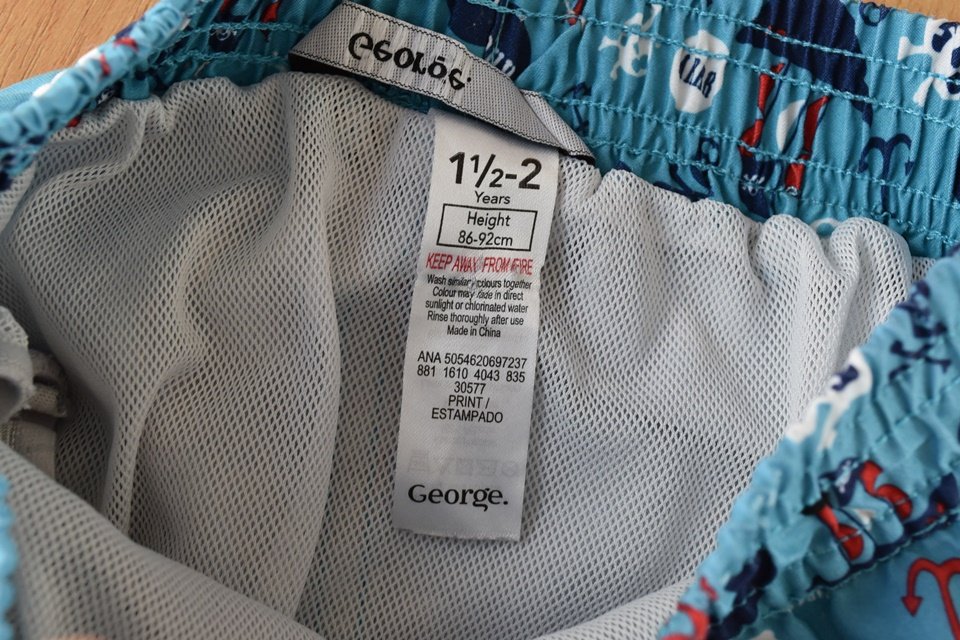 1½-2
Years
Height
86-92cm
KEEP AWAY FROM FIRE
Wash similar colours together
Colour may fade in direct
sunlight or chlorinated water
Rinse thoroughly after use
Made in China
ANA 5054620697237
881 1610 4043 835
30577
PRINT /
ESTAMPADO
George.